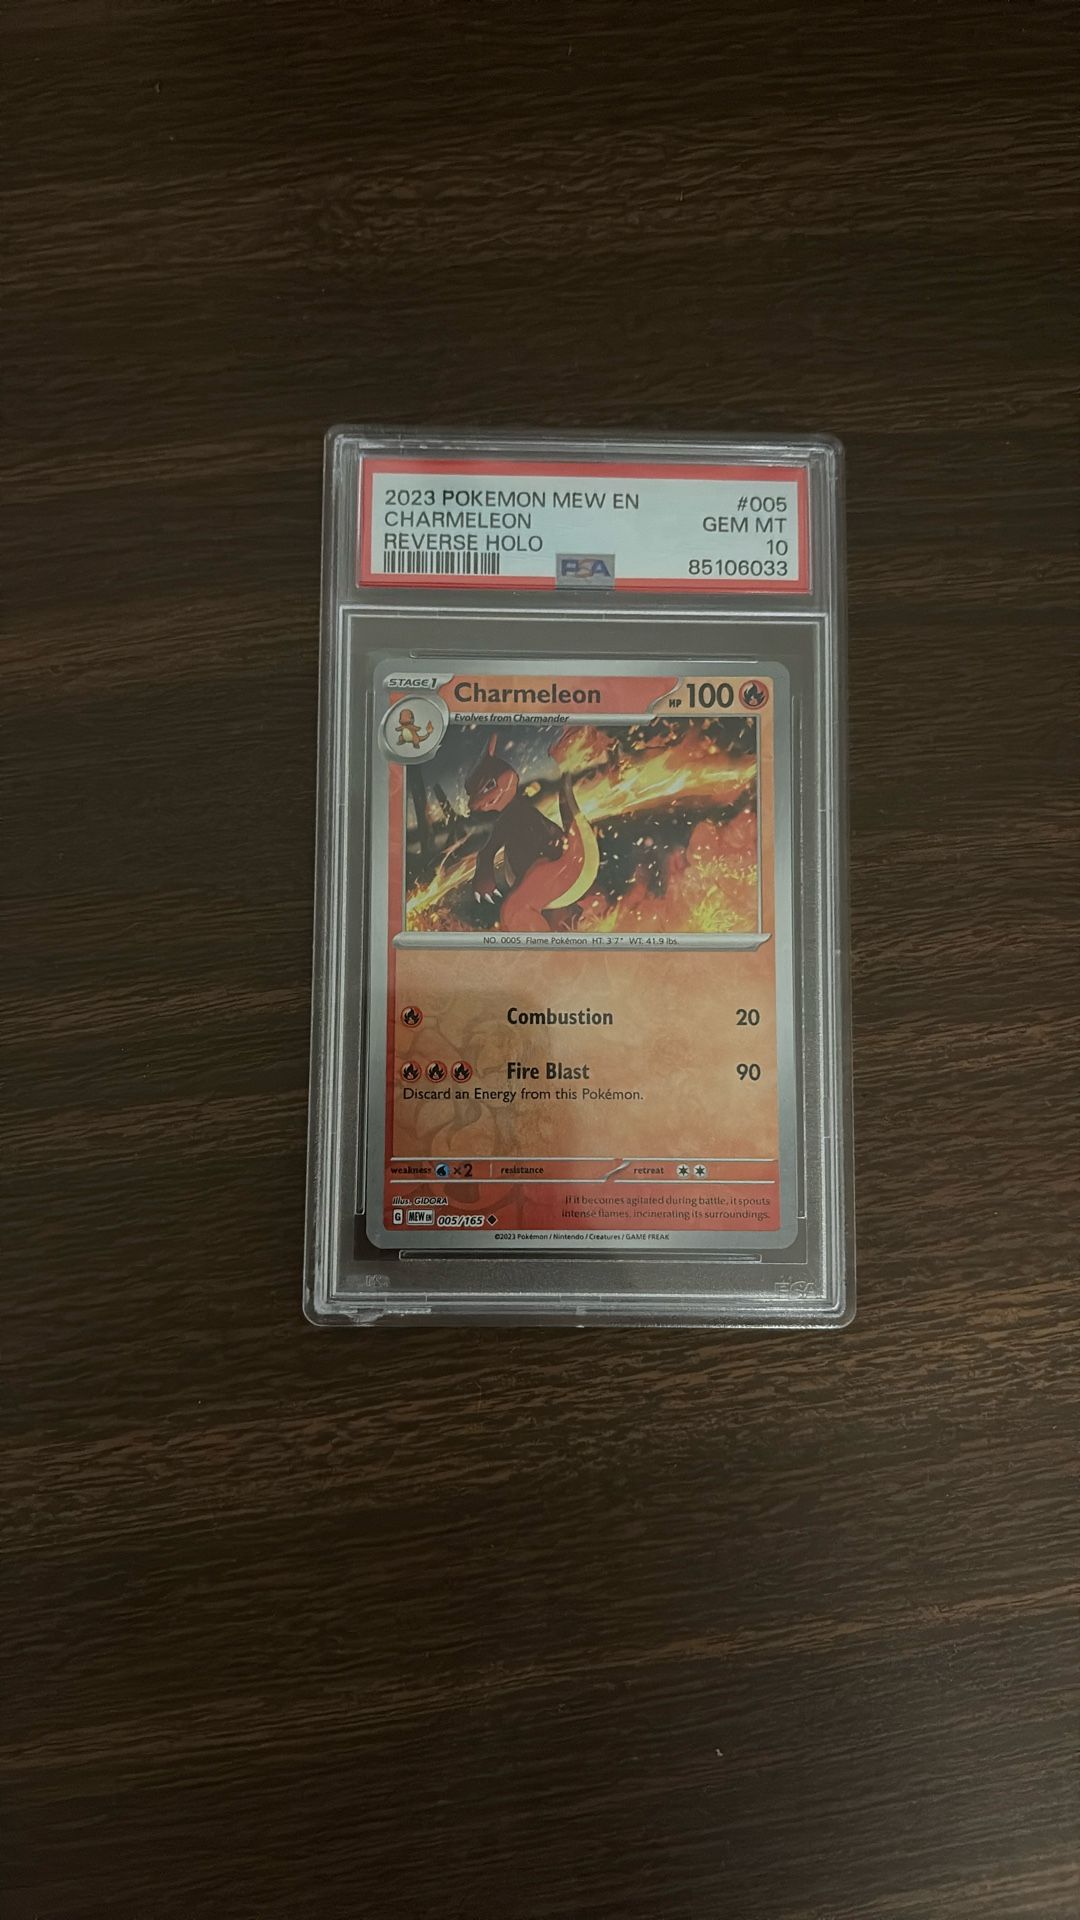 2023 POKEMON MEW EN #005
CHARMELEON GEM MT
REVERSE HOLO 10
PSA 85106033
STAGE 1 Charmeleon HP 100
Evolves from Charmander
NO. 0005 Flame Pokémon HT: 3'7" WT: 41.9 lbs.
Combustion 20
Fire Blast 90
Discard an Energy from this Pokémon.
weakness ×2 resistance retreat
Illus. GIDORA
If it becomes agitated during battle, it spouts
intense flames, incinerating its surroundings.
G MEW EN 005/165
©2023 Pokémon / Nintendo / Creatures / GAME FREAK
PSA